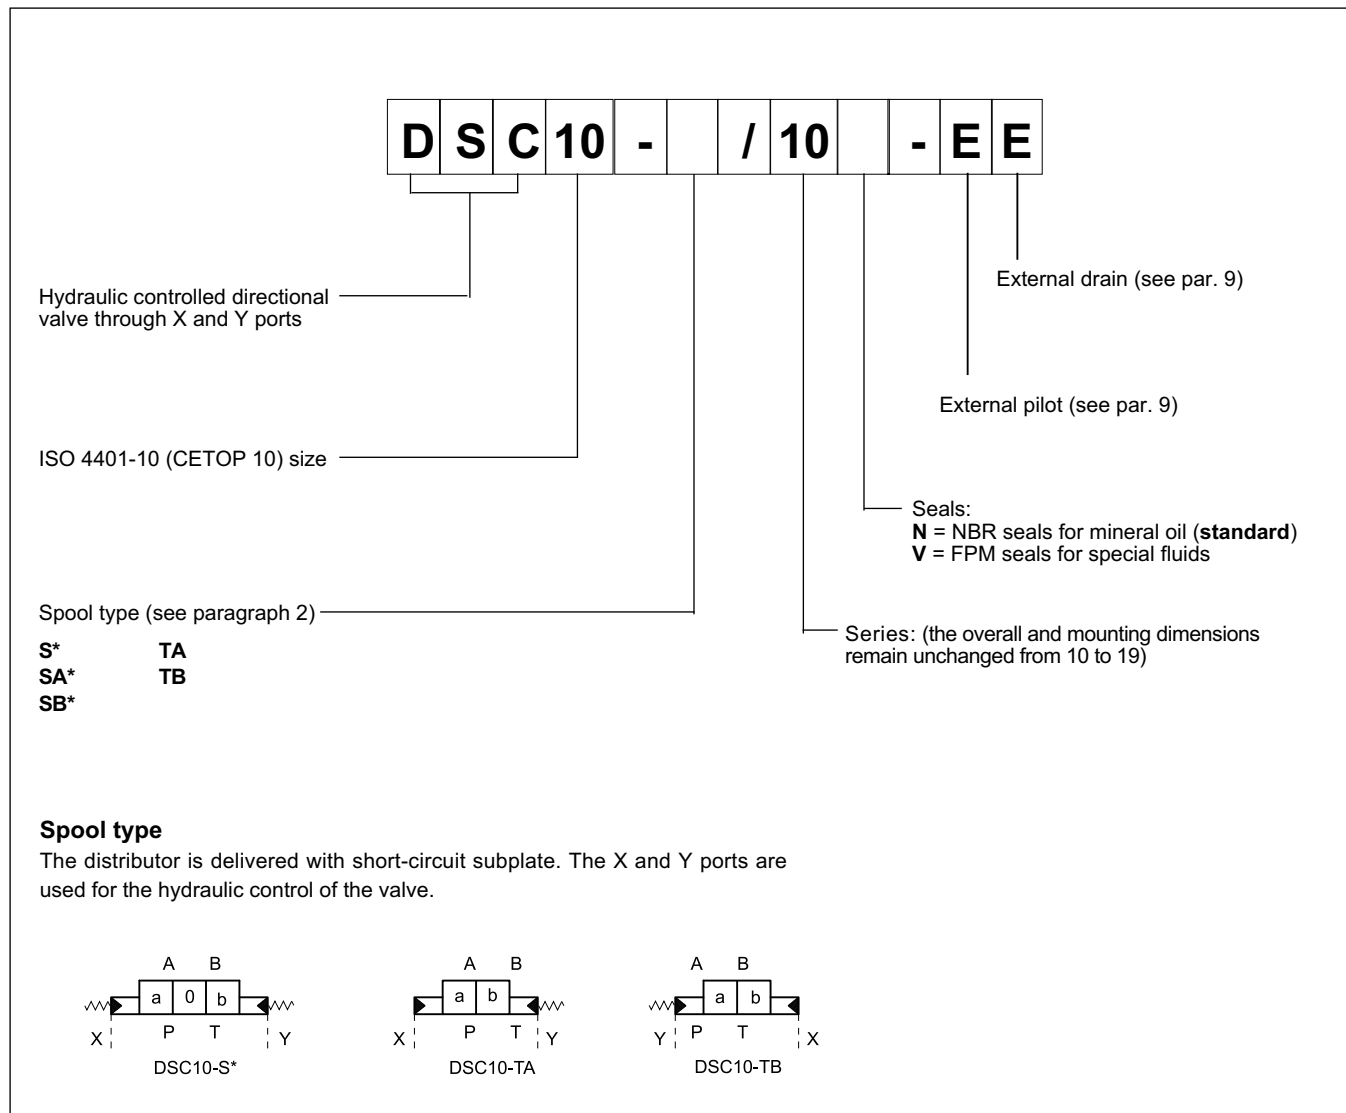 DSC10 - / 10 - E E
External drain (see par. 9)
Hydraulic controlled directional
valve through X and Y ports
External pilot (see par. 9)
ISO 4401-10 (CETOP 10) size
Seals:
N = NBR seals for mineral oil (standard)
V = FPM seals for special fluids
Spool type (see paragraph 2)
S* TA
SA* TB
SB*
Series: (the overall and mounting dimensions
remain unchanged from 10 to 19)
Spool type
The distributor is delivered with short-circuit subplate. The X and Y ports are
used for the hydraulic control of the valve.
A B
a 0 b
X P T Y
DSC10-S*
A B
a b
X P T Y
DSC10-TA
A B
a b
Y P T X
DSC10-TB